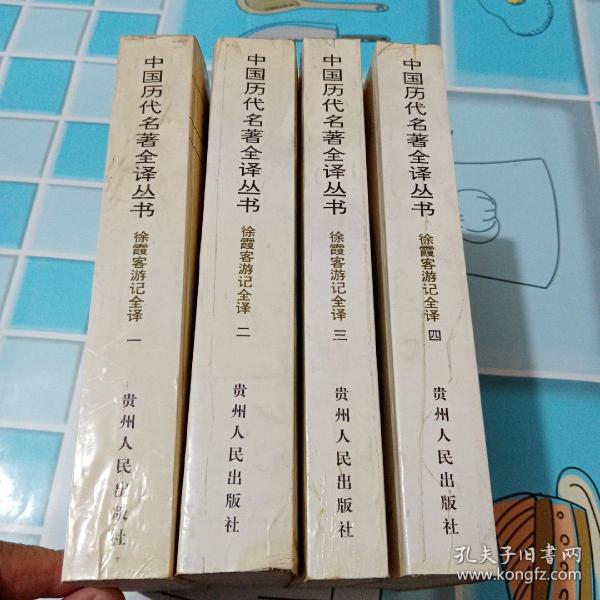 中国历代名著全译丛书
徐霞客游记全译 一
贵州人民出版社
中国历代名著全译丛书
徐霞客游记全译 二
贵州人民出版社
中国历代名著全译丛书
徐霞客游记全译 三
贵州人民出版社
中国历代名著全译丛书
徐霞客游记全译 四
贵州人民出版社
孔夫子旧书网
www.kongfz.com